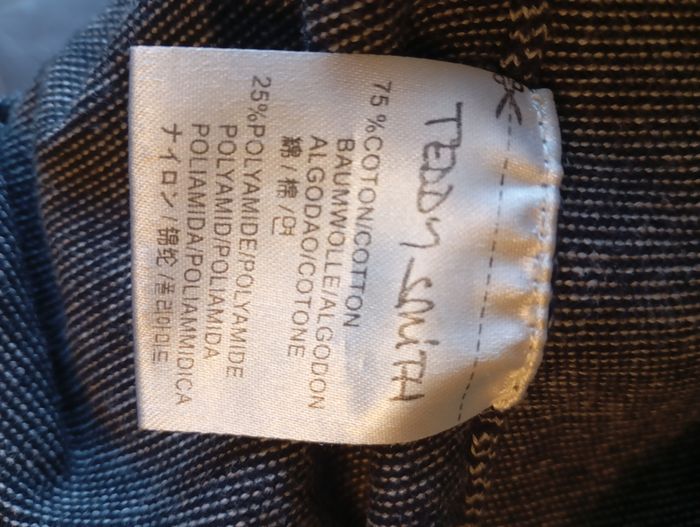 TEDDY SMITH
75%COTON/COTTON
BAUMWOLLE/ALGODON
ALGODAO/COTONE
綿/棉/면
25%POLYAMIDE/POLYAMIDE
POLYAMID/POLIAMIDA
POLIAMIDA/POLIAMMIDICA
ナイロン/锦纶/폴리아미드